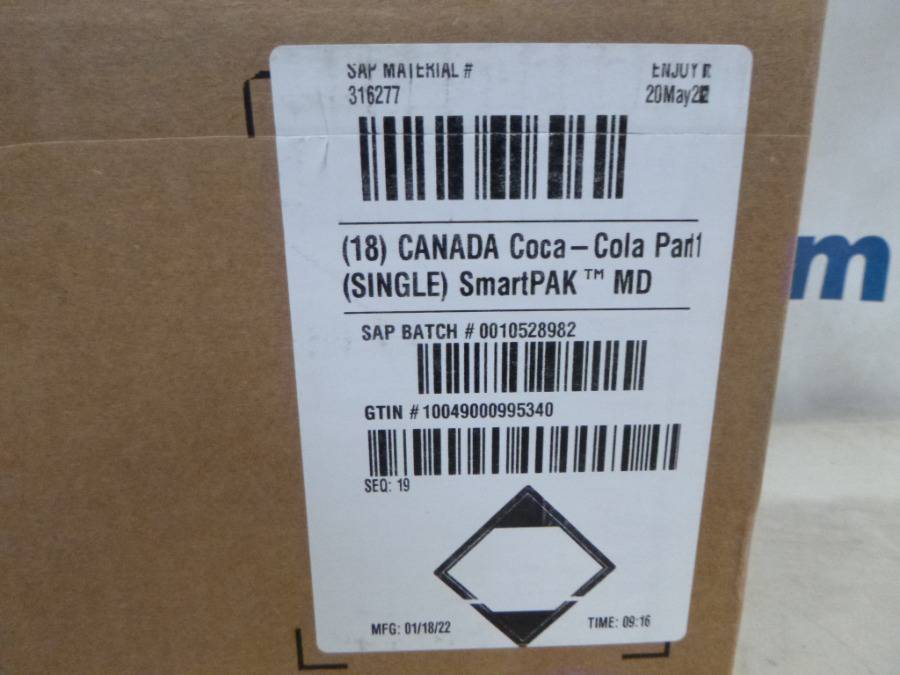 SAP MATERIAL #
316277
ENJOY
20May22
(18) CANADA Coca-Cola Part1
(SINGLE) SmartPAK™ MD
SAP BATCH # 0010528982
GTIN # 10049000995340
SEQ: 19
MFG: 01/18/22
TIME: 09:16
m